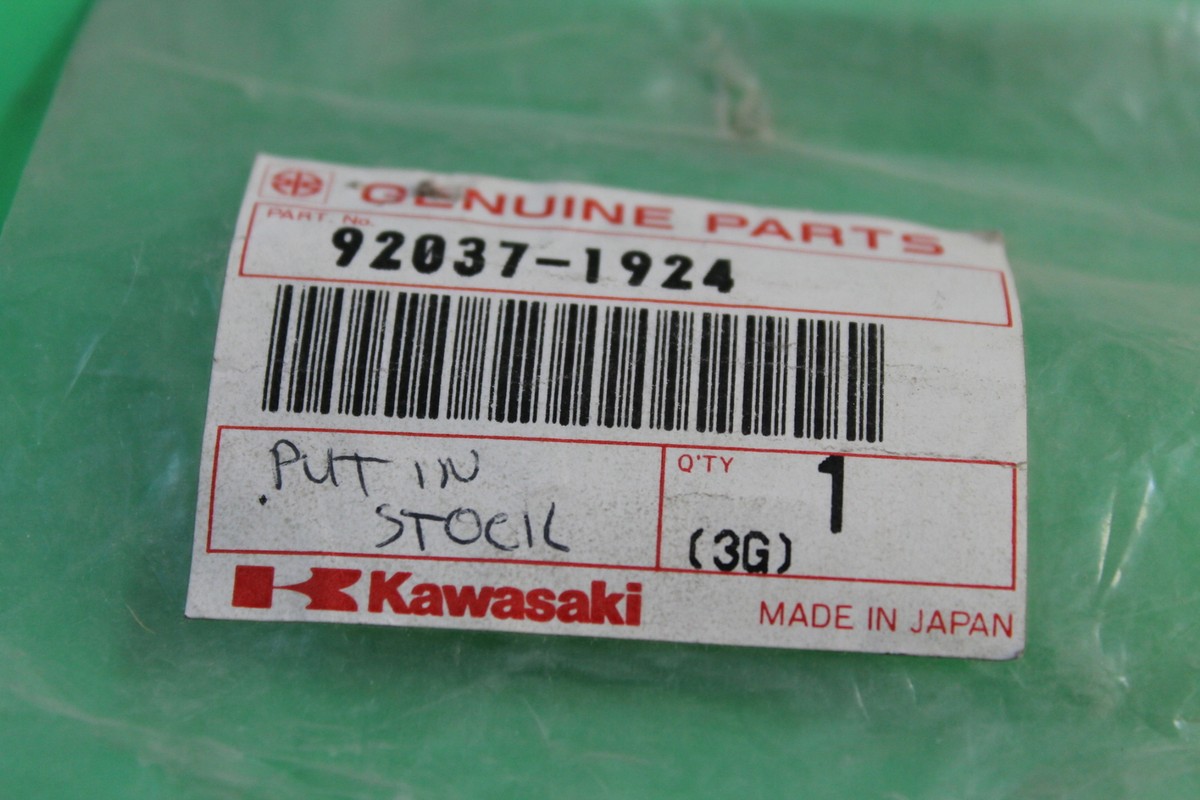 GENUINE PARTS
PART. No.
92037-1924
PUT IN
STOCK
Q'TY
1
(3G)
Kawasaki
MADE IN JAPAN